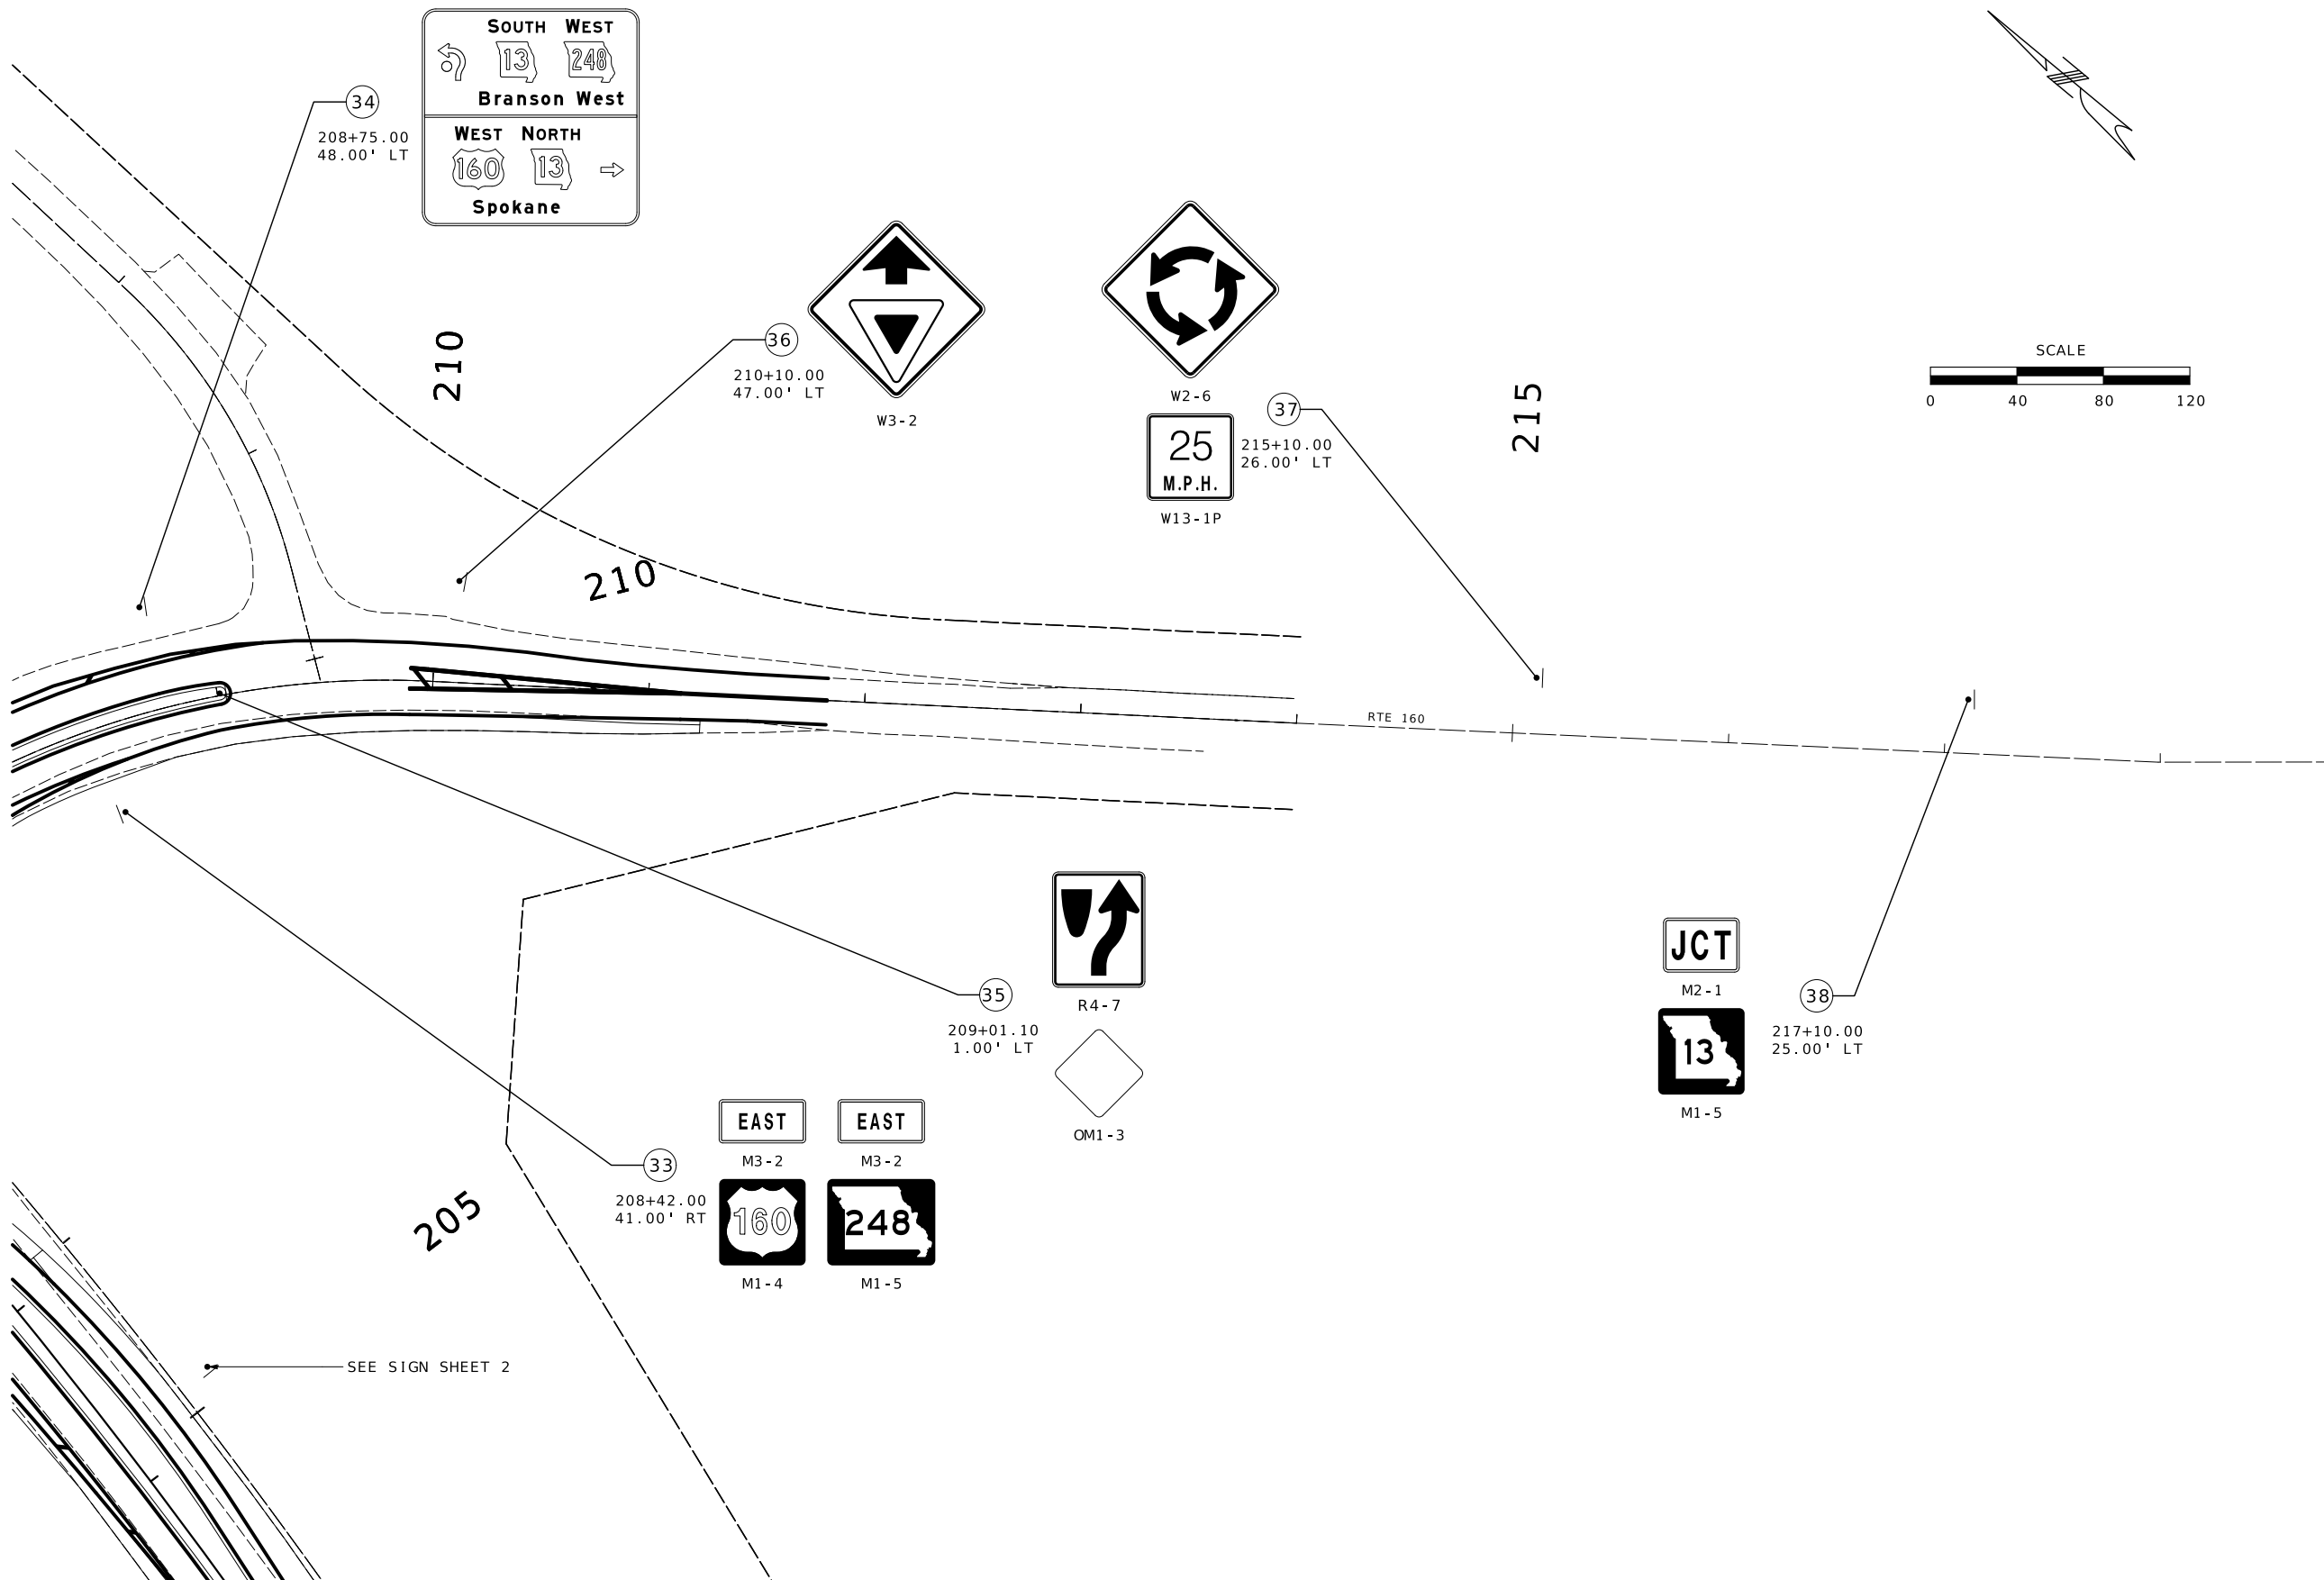 SOUTH WEST
13 248
Branson West
WEST NORTH
160 13
Spokane
34
208+75.00
48.00' LT
36
210+10.00
47.00' LT
W3-2
W2-6
25
M.P.H.
W13-1P
37
215+10.00
26.00' LT
210
215
SCALE
0 40 80 120
210
RTE 160
R4-7
35
209+01.10
1.00' LT
OM1-3
JCT
M2-1
13
M1-5
38
217+10.00
25.00' LT
33
208+42.00
41.00' RT
EAST EAST
M3-2 M3-2
160 248
M1-4 M1-5
205
SEE SIGN SHEET 2